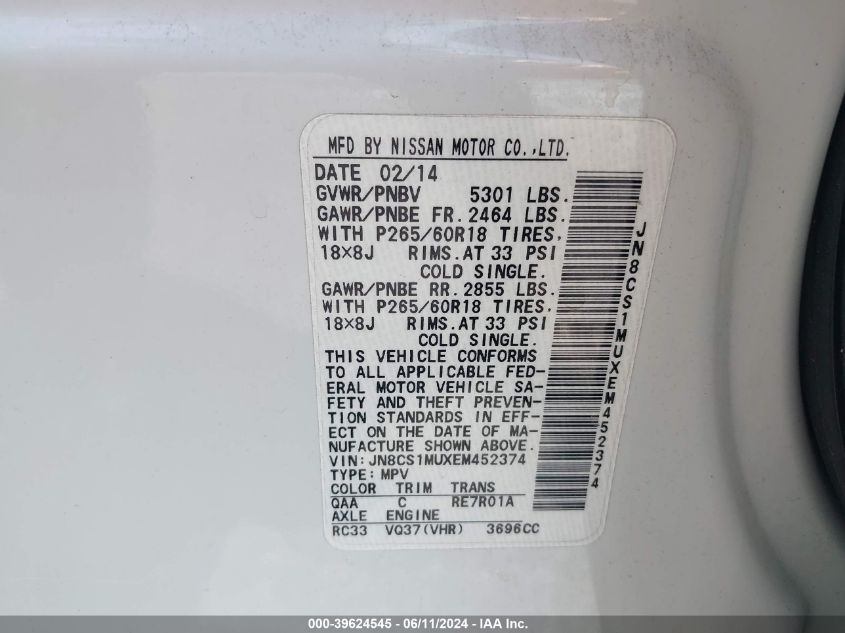 MFD BY NISSAN MOTOR CO.,LTD.
DATE 02/14
GVWR/PNBV 5301 LBS.
GAWR/PNBE FR. 2464 LBS.
WITH P265/60R18 TIRES,
18×8J RIMS.AT 33 PSI
COLD SINGLE.
GAWR/PNBE RR. 2855 LBS.
WITH P265/60R18 TIRES,
18×8J RIMS.AT 33 PSI
COLD SINGLE.
THIS VEHICLE CONFORMS
TO ALL APPLICABLE FED-
ERAL MOTOR VEHICLE SA-
FETY AND THEFT PREVEN-
TION STANDARDS IN EFF-
ECT ON THE DATE OF MA-
NUFACTURE SHOWN ABOVE.
VIN: JN8CS1MUXEM452374
TYPE: MPV
COLOR TRIM TRANS
QAA C RE7R01A
AXLE ENGINE
RC33 VQ37(VHR) 3696CC
JN8CS1MUXEM452374
000-39624545 - 06/11/2024 - IAA Inc.